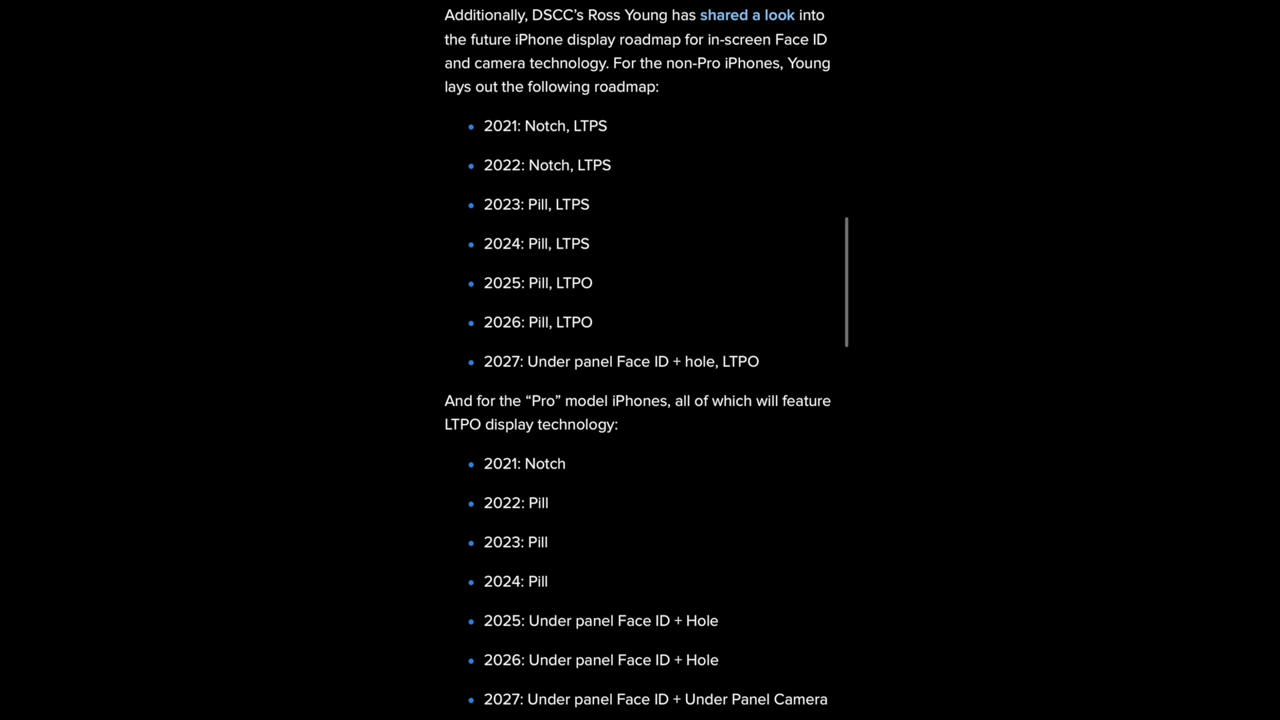 Additionally, DSCC’s Ross Young has shared a look into
the future iPhone display roadmap for in-screen Face ID
and camera technology. For the non-Pro iPhones, Young
lays out the following roadmap:
• 2021: Notch, LTPS
• 2022: Notch, LTPS
• 2023: Pill, LTPS
• 2024: Pill, LTPS
• 2025: Pill, LTPO
• 2026: Pill, LTPO
• 2027: Under panel Face ID + hole, LTPO
And for the “Pro” model iPhones, all of which will feature
LTPO display technology:
• 2021: Notch
• 2022: Pill
• 2023: Pill
• 2024: Pill
• 2025: Under panel Face ID + Hole
• 2026: Under panel Face ID + Hole
• 2027: Under panel Face ID + Under Panel Camera